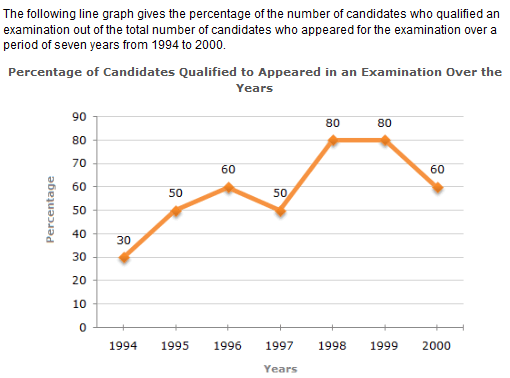 The following line graph gives the percentage of the number of candidates who qualified an
examination out of the total number of candidates who appeared for the examination over a
period of seven years from 1994 to 2000.
Percentage of Candidates Qualified to Appeared in an Examination Over the
Years
90
80
70
60
50
40
30
20
10
0
Percentage
30
50
60
50
80
80
60
1994 1995 1996 1997 1998 1999 2000
Years